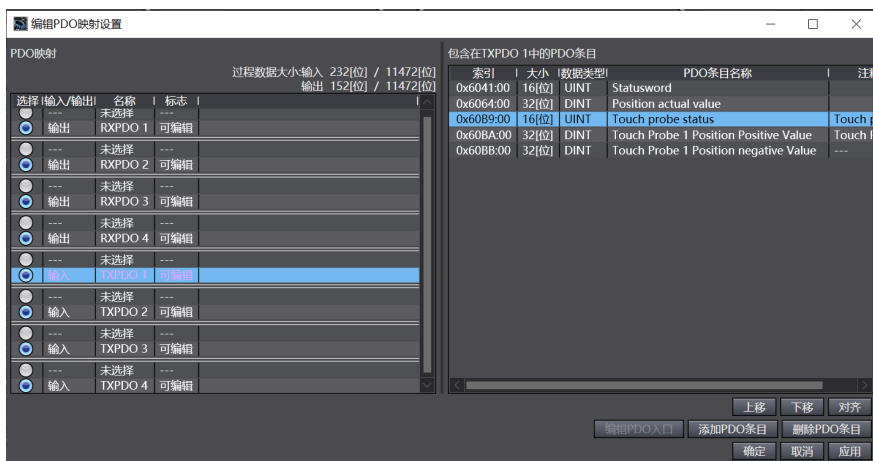 编辑PDO映射设置
PDO映射
过程数据大小:输入 232[位] / 11472[位]
输出 152[位] / 11472[位]
选择 输入/输出 名称 标志
--- 未选择 ---
输出 RXPDO 1 可编辑
--- 未选择 ---
输出 RXPDO 2 可编辑
--- 未选择 ---
输出 RXPDO 3 可编辑
--- 未选择 ---
输出 RXPDO 4 可编辑
--- 未选择 ---
输入 TXPDO 1 可编辑
--- 未选择 ---
输入 TXPDO 2 可编辑
--- 未选择 ---
输入 TXPDO 3 可编辑
--- 未选择 ---
输入 TXPDO 4 可编辑
包含在TXPDO 1中的PDO条目
索引 大小 数据类型 PDO条目名称 注
0x6041:00 16[位] UINT Statusword
0x6064:00 32[位] DINT Position actual value
0x60B9:00 16[位] UINT Touch probe status Touch
0x60BA:00 32[位] DINT Touch Probe 1 Position Positive Value Touch
0x60BB:00 32[位] DINT Touch Probe 1 Position negative Value ---
上移 下移 对齐
编辑PDO入口 添加PDO条目 删除PDO条目
确定 取消 应用